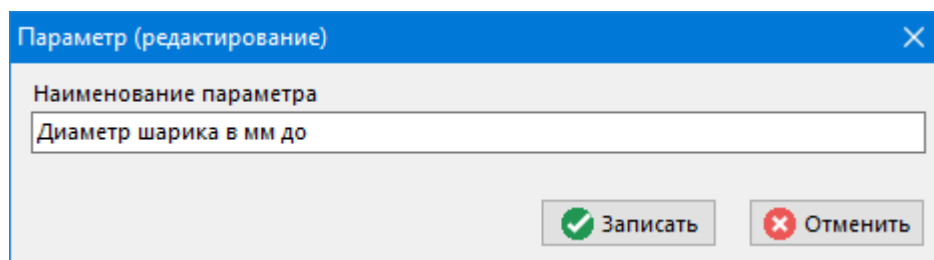 Параметр (редактирование)
Наименование параметра
Диаметр шарика в мм до
Записать Отменить